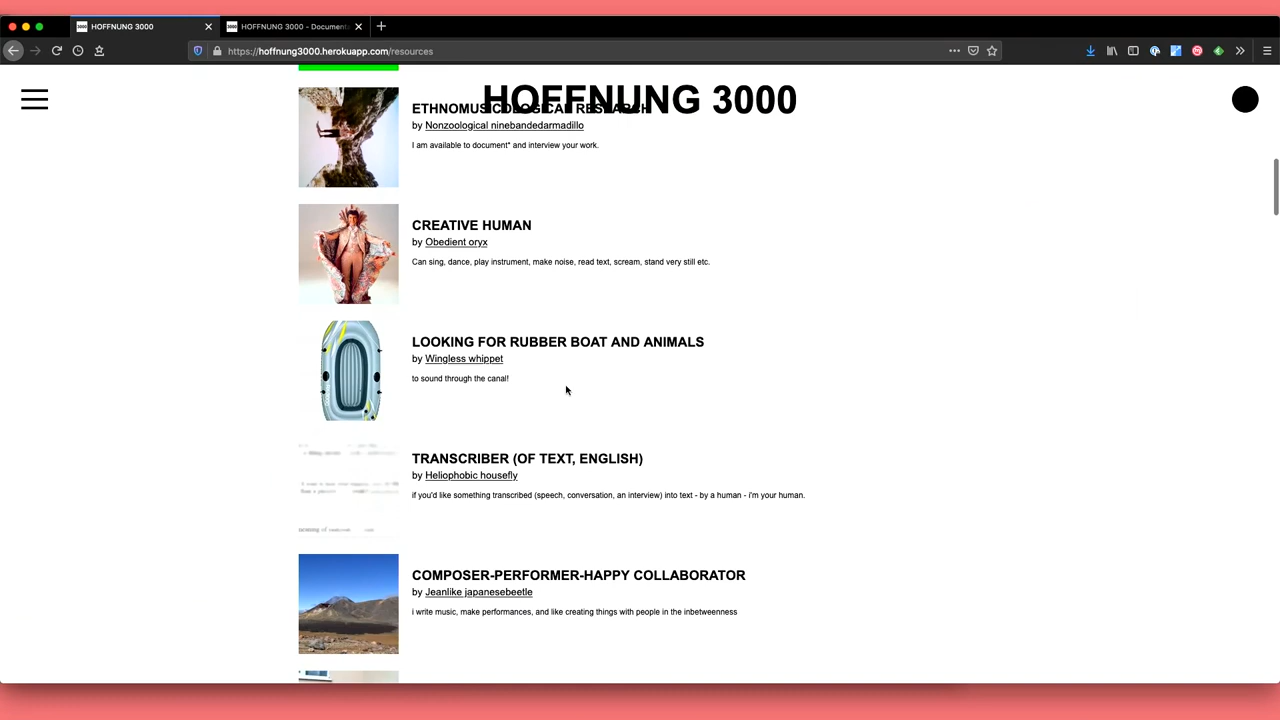 HOFFNUNG 3000
HOFFNUNG 3000 - Documenta
https://hoffnung3000.herokuapp.com/resources
HOFFNUNG 3000
ETHNOMUSICOLOGICAL RESEARCH
by Nonzoological ninebandedarmadillo
I am available to document* and interview your work.
CREATIVE HUMAN
by Obedient oryx
Can sing, dance, play instrument, make noise, read text, scream, stand very still etc.
LOOKING FOR RUBBER BOAT AND ANIMALS
by Wingless whippet
to sound through the canal!
TRANSCRIBER (OF TEXT, ENGLISH)
by Heliophobic housefly
if you'd like something transcribed (speech, conversation, an interview) into text - by a human - i'm your human.
COMPOSER-PERFORMER-HAPPY COLLABORATOR
by Jeanlike japanesebeetle
i write music, make performances, and like creating things with people in the inbetweenness